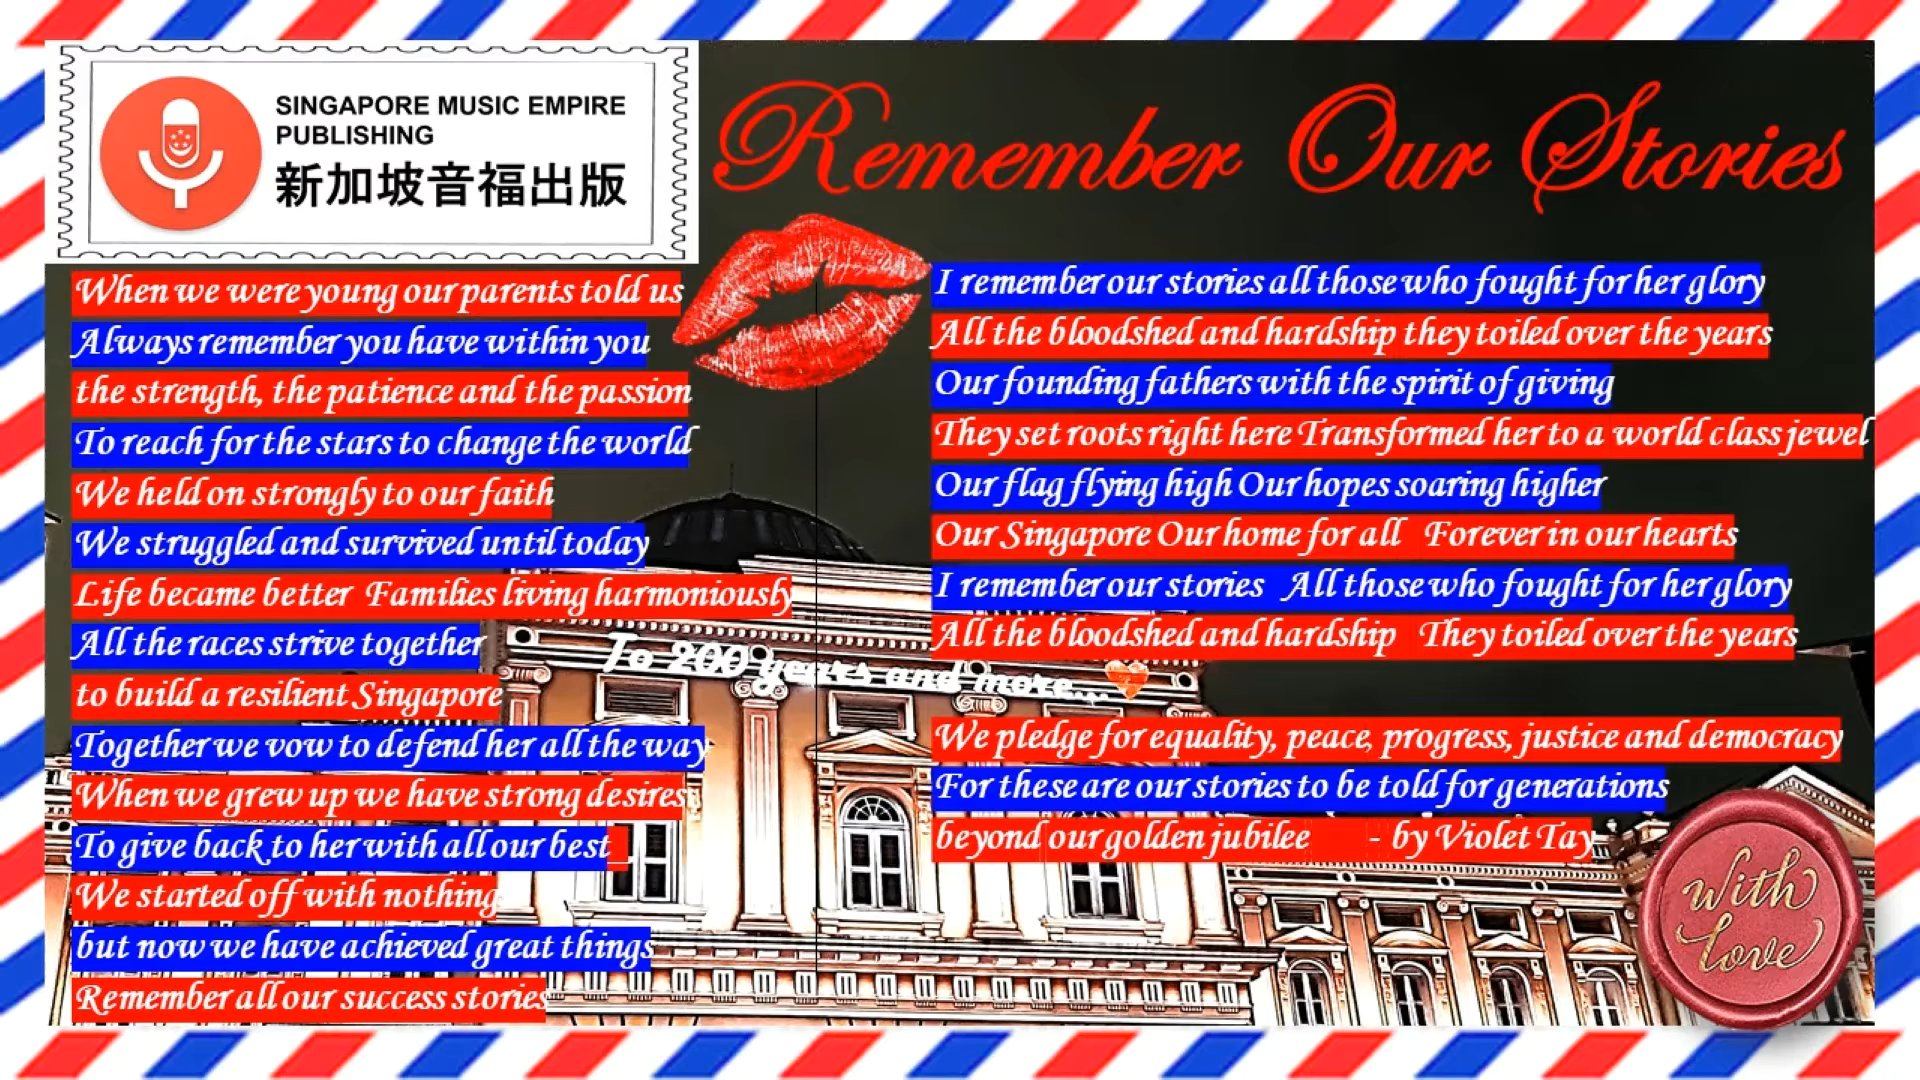 SINGAPORE MUSIC EMPIRE
PUBLISHING
新加坡音福出版
Remember Our Stories
When we were young our parents told us
Always remember you have within you
the strength, the patience and the passion
To reach for the stars to change the world
We held on strongly to our faith
We struggled and survived until today
Life became better Families living harmoniously
All the races strive together
to build a resilient Singapore
Together we vow to defend her all the way
When we grew up we have strong desires
To give back to her with all our best
We started off with nothing
but now we have achieved great things
Remember all our success stories
I remember our stories all those who fought for her glory
All the bloodshed and hardship they toiled over the years
Our founding fathers with the spirit of giving
They set roots right here Transformed her to a world class jewel
Our flag flying high Our hopes soaring higher
Our Singapore Our home for all Forever in our hearts
I remember our stories All those who fought for her glory
All the bloodshed and hardship They toiled over the years
To 200 years and more...
We pledge for equality, peace, progress, justice and democracy
For these are our stories to be told for generations
beyond our golden jubilee - by Violet Tay
With
Love